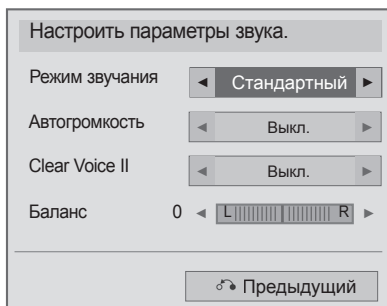 Настроить параметры звука.
Режим звучания ◄ Стандартный ►
Автогромкость ◄ Выкл. ►
Clear Voice II ◄ Выкл. ►
Баланс 0 ◄ L R ►
Предыдущий